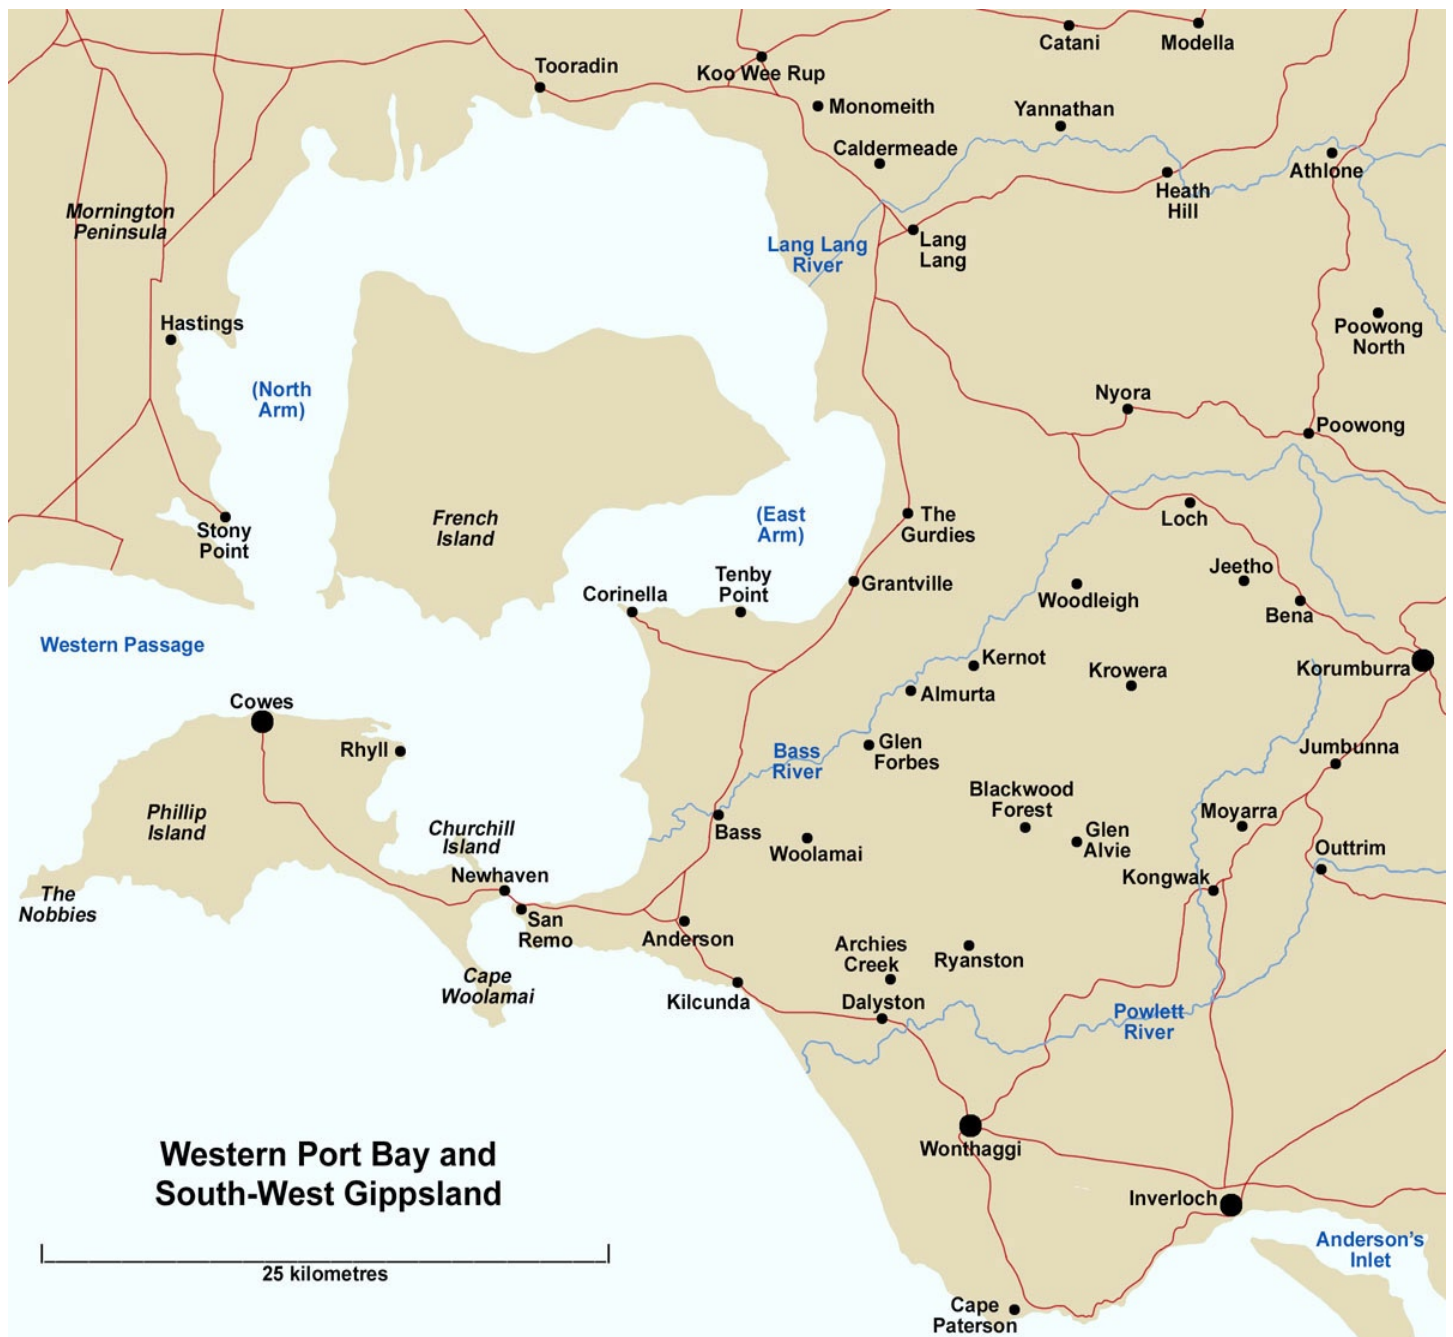 Catani
Modella
Tooradin
Koo Wee Rup
Monomeith
Yannathan
Caldermeade
Athlone
Heath
Hill
Mornington
Peninsula
Lang Lang
River
Lang
Lang
Hastings
Poowong
North
(North
Arm)
Nyora
Poowong
French
Island
(East
Arm)
The
Gurdies
Loch
Stony
Point
Jeetho
Tenby
Point
Corinella
Grantville
Woodleigh
Bena
Western Passage
Kernot
Krowera
Korumburra
Almurta
Cowes
Rhyll
Glen
Forbes
Bass
River
Jumbunna
Blackwood
Forest
Phillip
Island
Moyarra
Churchill
Island
Bass
Woolamai
Glen
Alvie
Outtrim
Newhaven
Kongwak
The
Nobbies
San
Remo
Anderson
Archies
Creek
Ryanston
Cape
Woolamai
Kilcunda
Dalyston
Powlett
River
Wonthaggi
Western Port Bay and
South-West Gippsland
Inverloch
Anderson's
Inlet
25 kilometres
Cape
Paterson